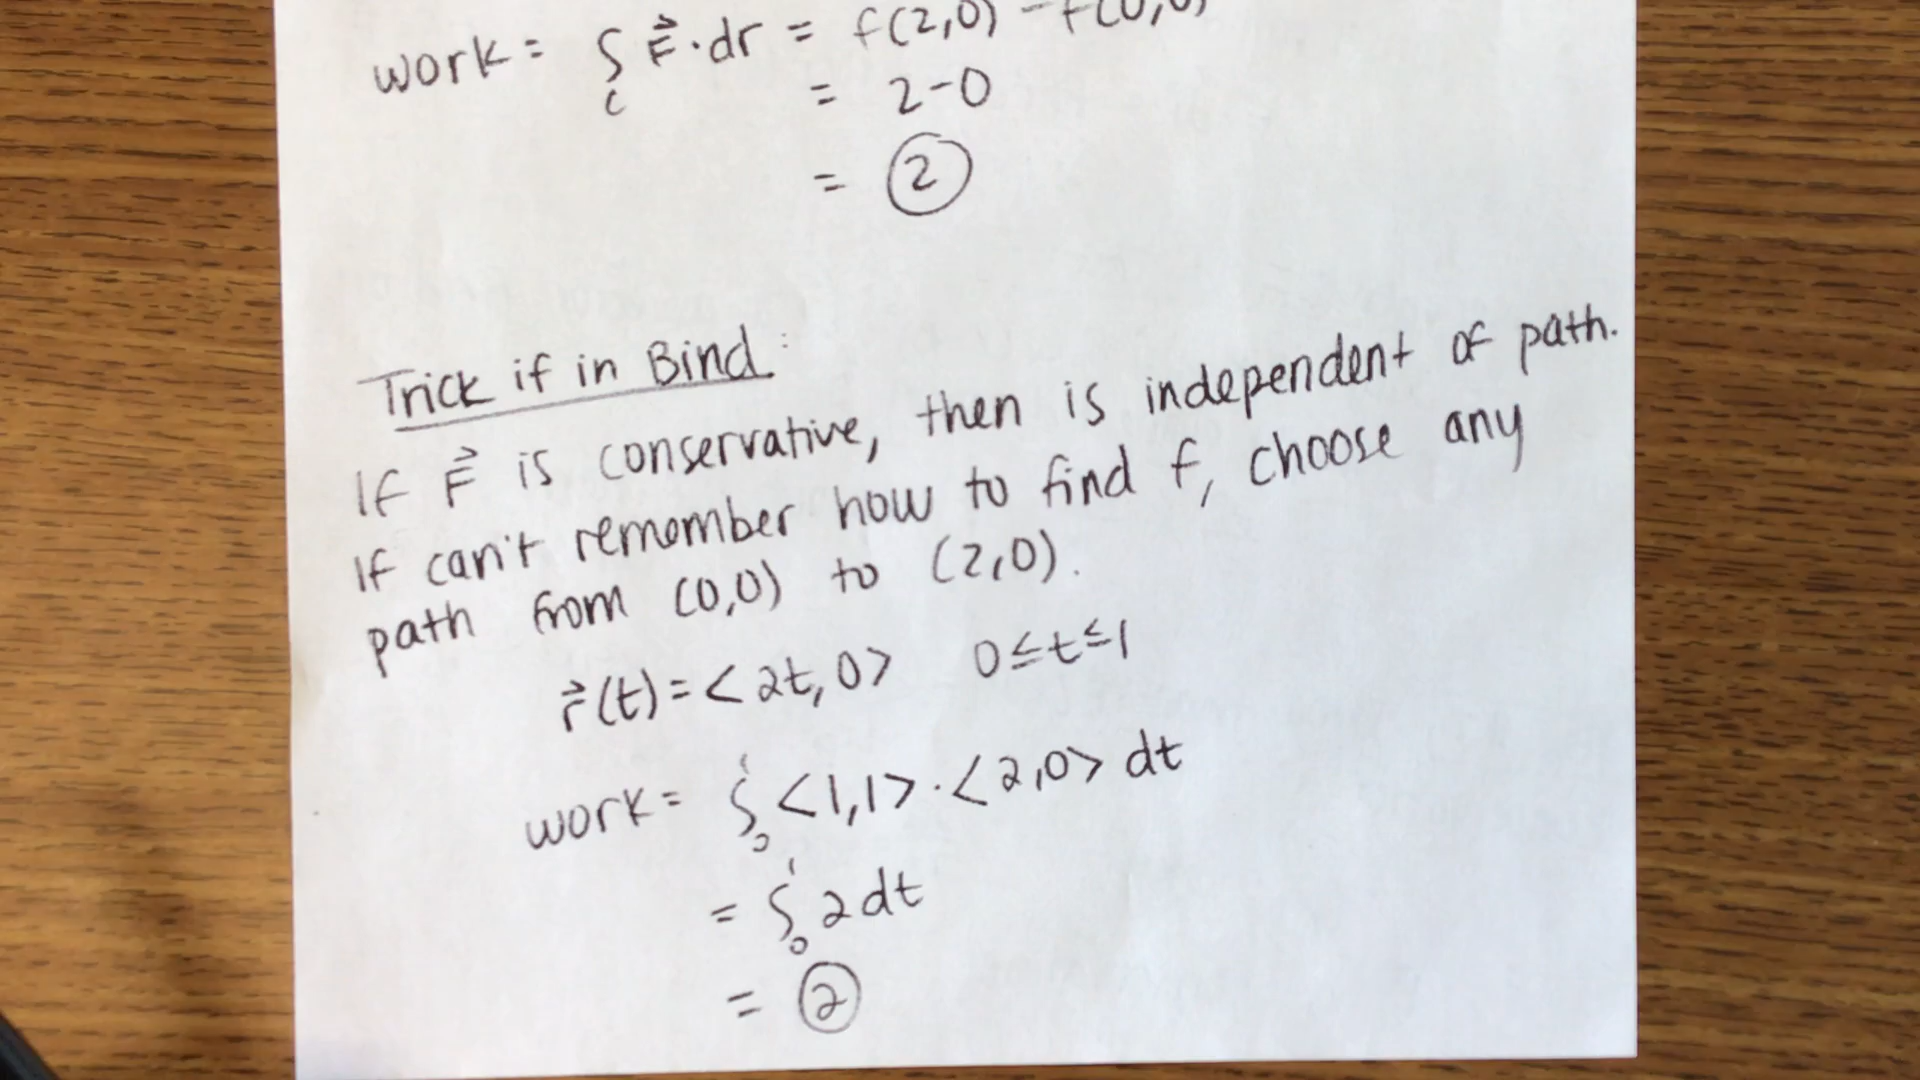 work = ∫_C F⃗·dr = f(2,0) - f(0,0)
= 2-0
= 2
Trick if in Bind:
If F⃗ is conservative, then is independent of path.
If can't remember how to find f, choose any
path from (0,0) to (2,0).
r⃗(t) = <2t, 0> 0≤t≤1
work = ∫₀¹ <1,1>·<2,0> dt
= ∫₀¹ 2dt
= 2